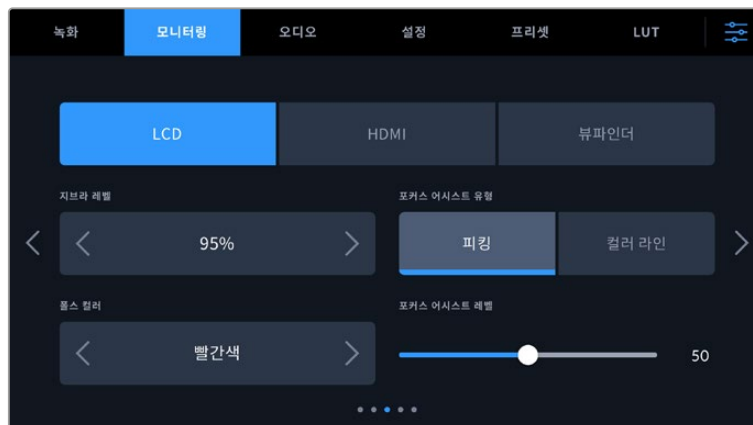 녹화 모니터링 오디오 설정 프리셋 LUT
LCD HDMI 뷰파인더
지브라 레벨 포커스 어시스트 유형
95% 피킹 컬러 라인
폴스 컬러 포커스 어시스트 레벨
빨간색 50